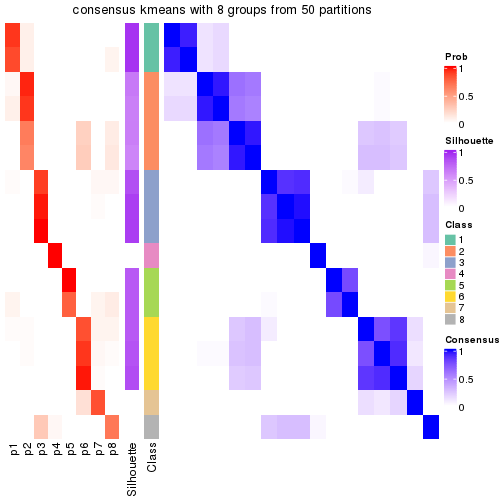 consensus kmeans with 8 groups from 50 partitions
Prob
1
0.5
0
Silhouette
1
0.5
0
Class
1
2
3
4
5
6
7
8
Consensus
1
0.5
0
p1
p2
p3
p4
p5
p6
p7
p8
Silhouette
Class